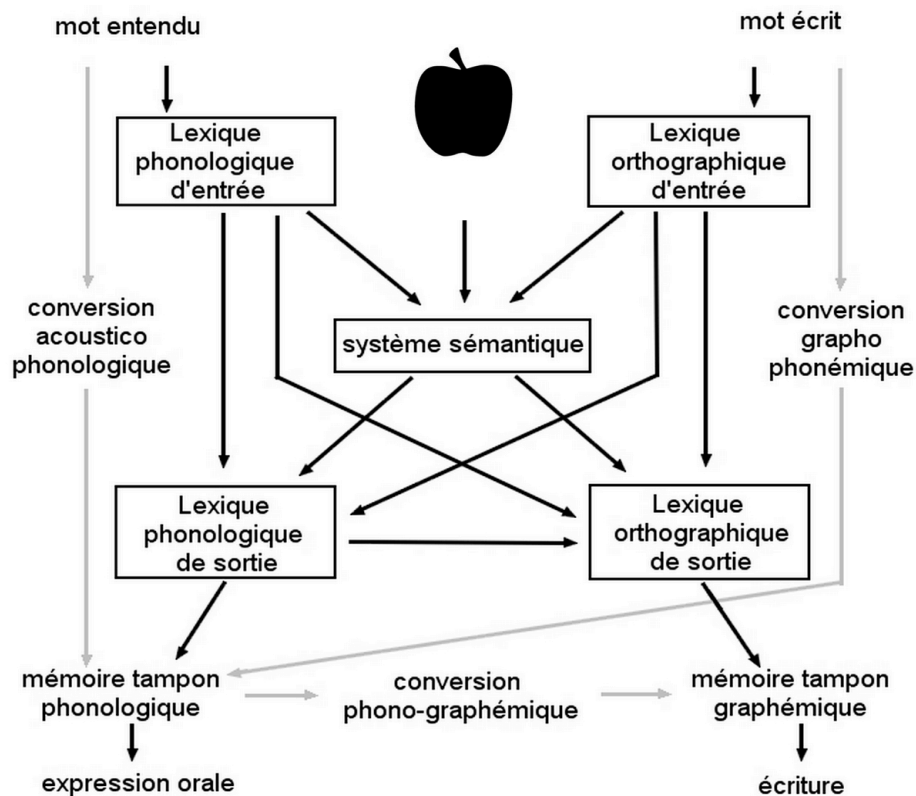 mot entendu
mot écrit
Lexique
phonologique
d'entrée
Lexique
orthographique
d'entrée
conversion
acoustico
phonologique
système sémantique
conversion
grapho
phonémique
Lexique
phonologique
de sortie
Lexique
orthographique
de sortie
mémoire tampon
phonologique
conversion
phono-graphémique
mémoire tampon
graphémique
expression orale
écriture